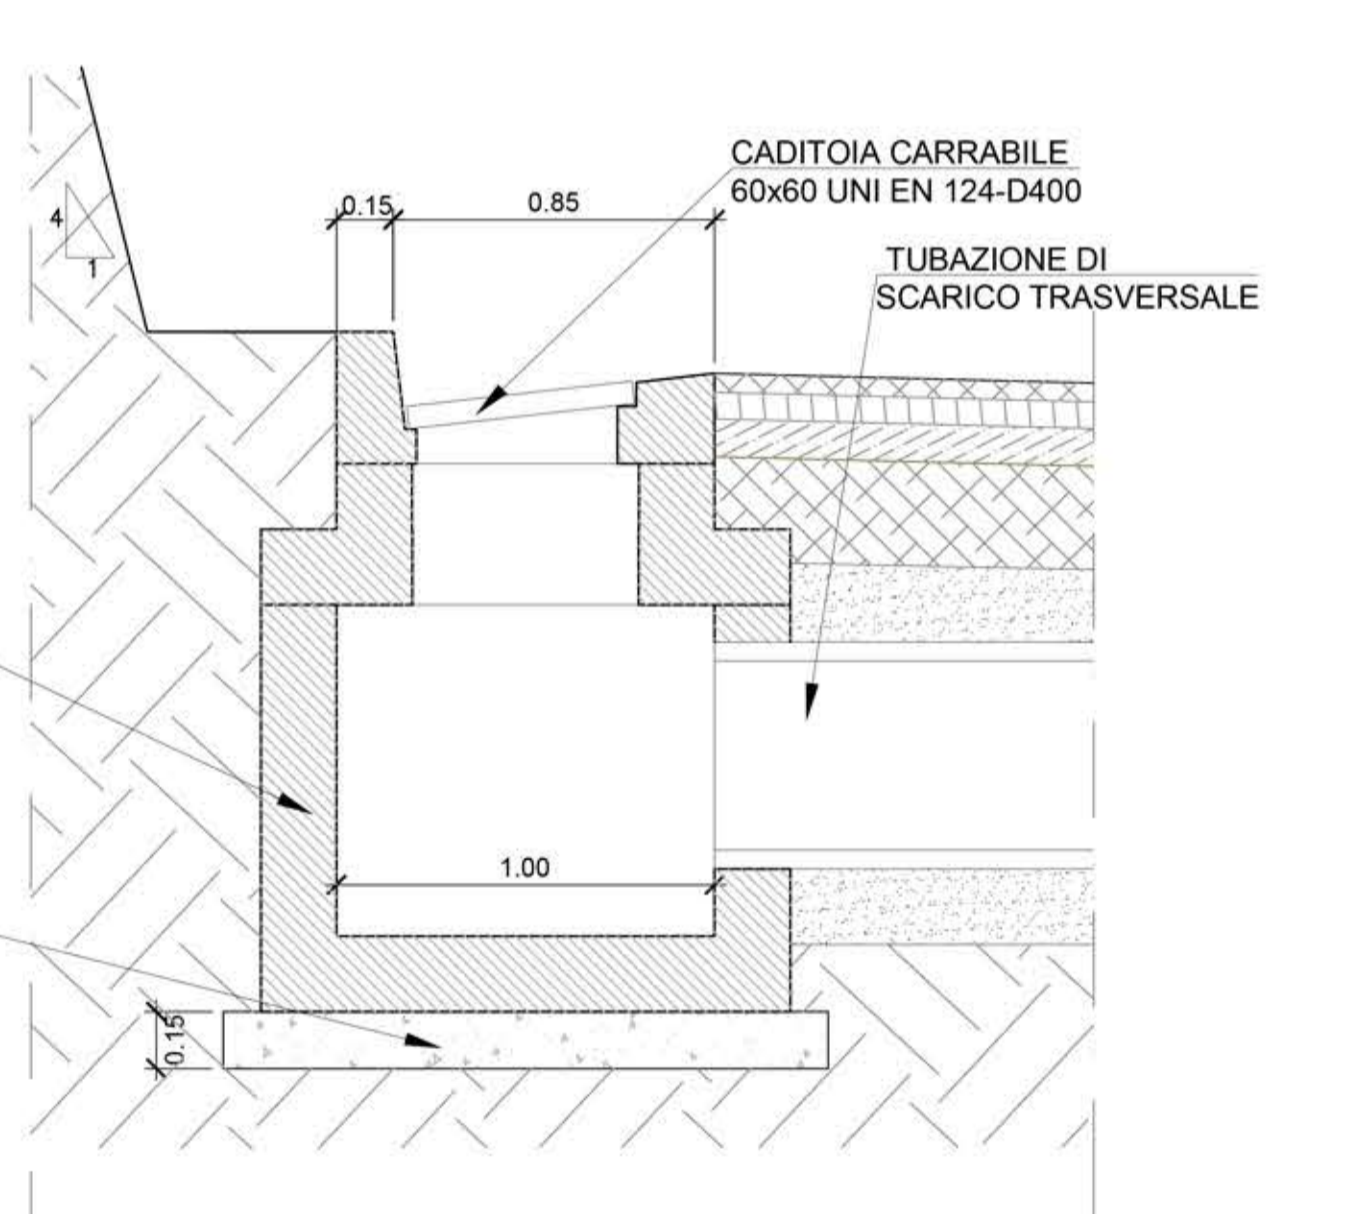 CADITOIA CARRABILE
60x60 UNI EN 124-D400
0.15
0.85
4
1
TUBAZIONE DI
SCARICO TRASVERSALE
1.00
0.15